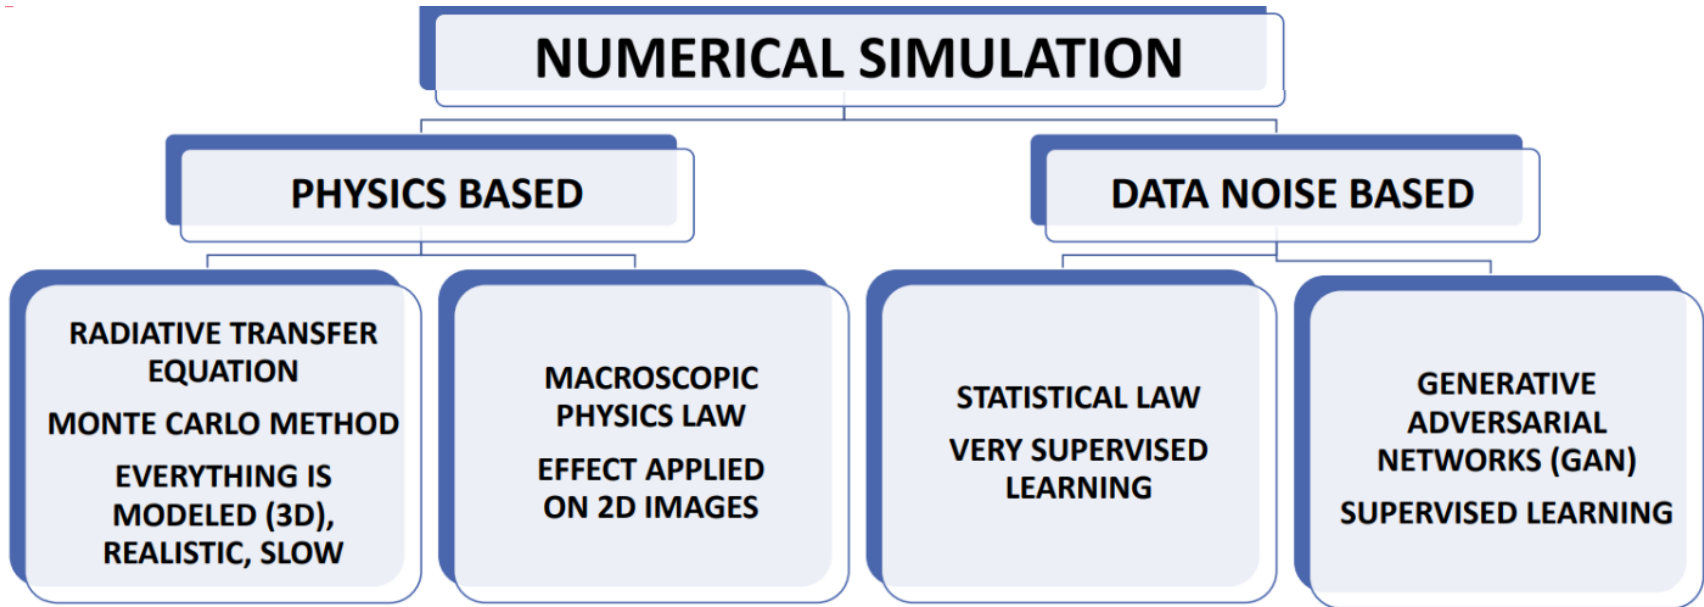 NUMERICAL SIMULATION
PHYSICS BASED
DATA NOISE BASED
RADIATIVE TRANSFER
EQUATION
MONTE CARLO METHOD
EVERYTHING IS
MODELED (3D),
REALISTIC, SLOW
MACROSCOPIC
PHYSICS LAW
EFFECT APPLIED
ON 2D IMAGES
STATISTICAL LAW
VERY SUPERVISED
LEARNING
GENERATIVE
ADVERSARIAL
NETWORKS (GAN)
SUPERVISED LEARNING